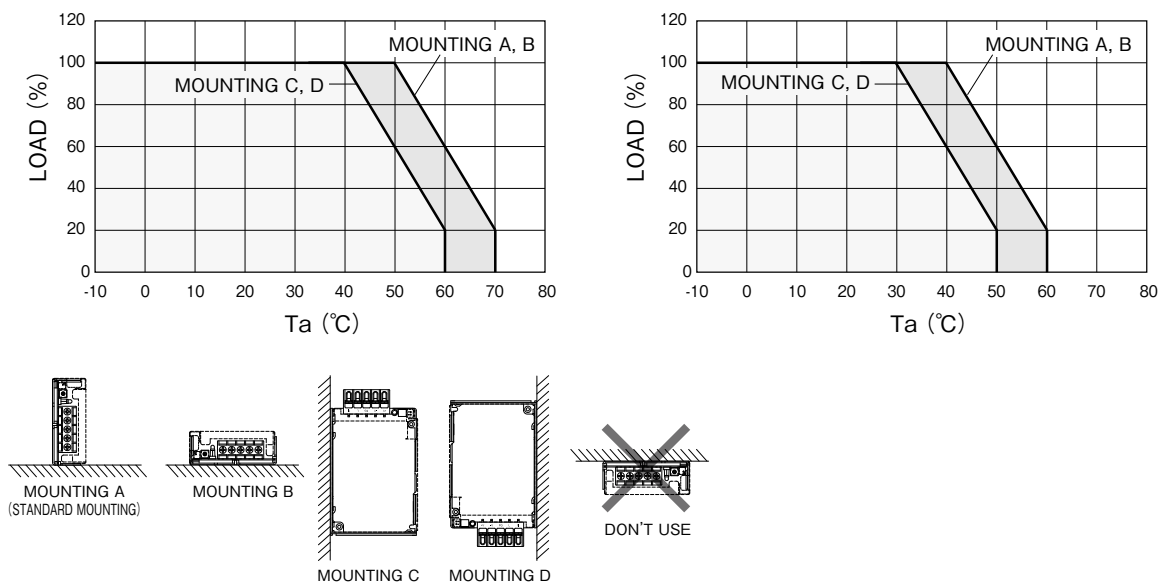 120
100
80
60
40
20
0
LOAD (%)
MOUNTING A, B
MOUNTING C, D
-10 0 10 20 30 40 50 60 70 80
Ta (℃)
120
100
80
60
40
20
0
LOAD (%)
MOUNTING A, B
MOUNTING C, D
-10 0 10 20 30 40 50 60 70 80
Ta (℃)
MOUNTING A
(STANDARD MOUNTING)
MOUNTING B
MOUNTING C
MOUNTING D
DON'T USE